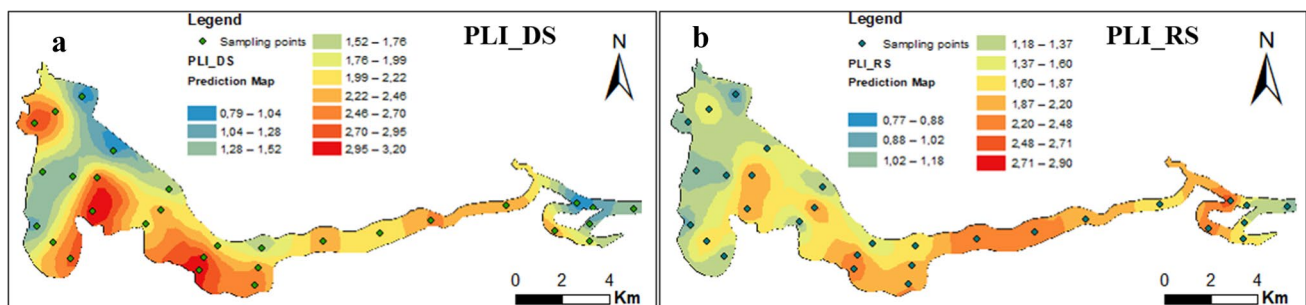 Legend
a
Sampling points
PLI_DS
Prediction Map
0,79 – 1,04
1,04 – 1,28
1,28 – 1,52
1,52 – 1,76
1,76 – 1,99
1,99 – 2,22
2,22 – 2,46
2,46 – 2,70
2,70 – 2,95
2,95 – 3,20
PLI_DS
N
0 2 4
Km
Legend
b
Sampling points
PLI_RS
Prediction Map
0,77 – 0,88
0,88 – 1,02
1,02 – 1,18
1,18 – 1,37
1,37 – 1,60
1,60 – 1,87
1,87 – 2,20
2,20 – 2,48
2,48 – 2,71
2,71 – 2,90
PLI_RS
N
0 2 4
Km